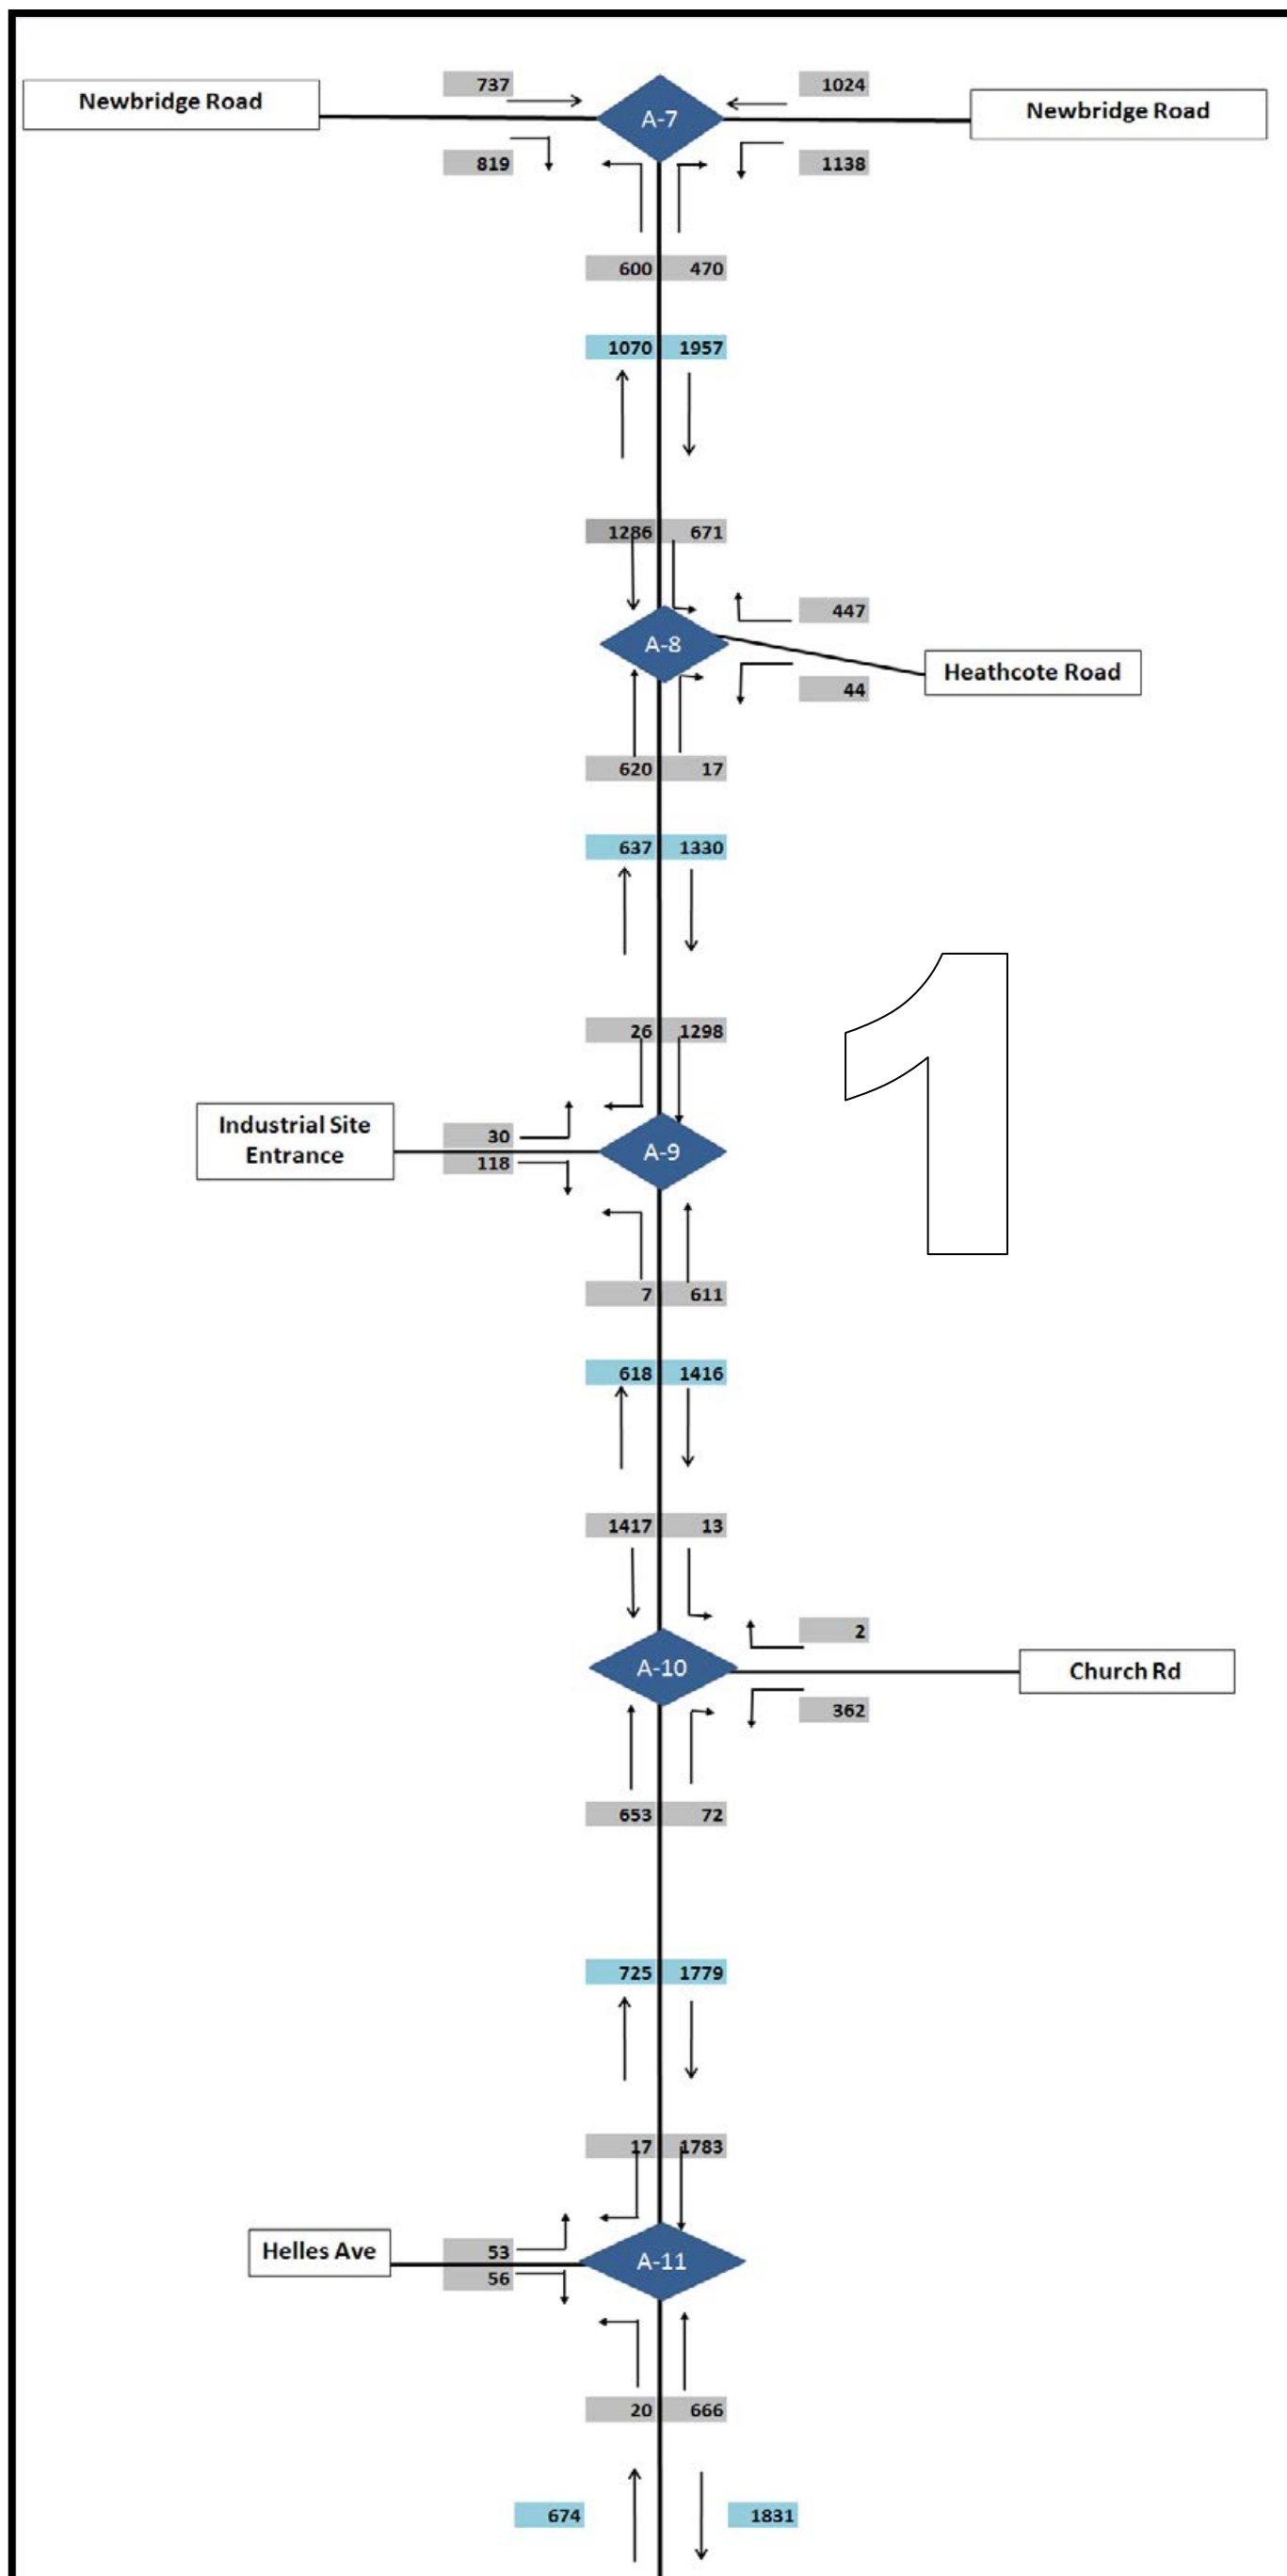 737
1024
Newbridge Road
A-7
Newbridge Road
819
1138
600 470
1070 1957
1286 671
447
A-8
Heathcote Road
44
620 17
637 1330
26 1298
1
Industrial Site
Entrance
30
118
A-9
7 611
618 1416
1417 13
2
A-10
Church Rd
362
653 72
725 1779
17 1783
Helles Ave
53
56
A-11
20 666
674 1831